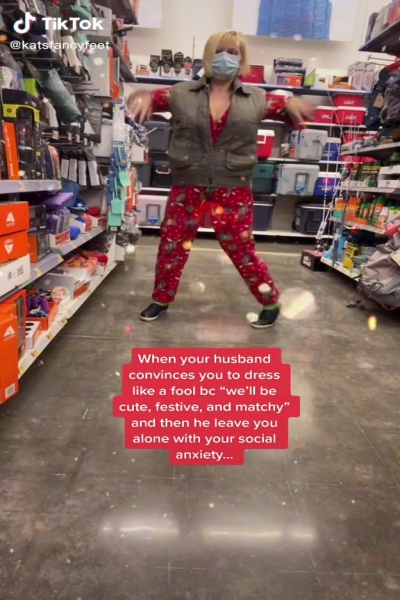 TikTok
@katsfancyfeet
When your husband
convinces you to dress
like a fool bc “we’ll be
cute, festive, and matchy”
and then he leave you
alone with your social
anxiety...